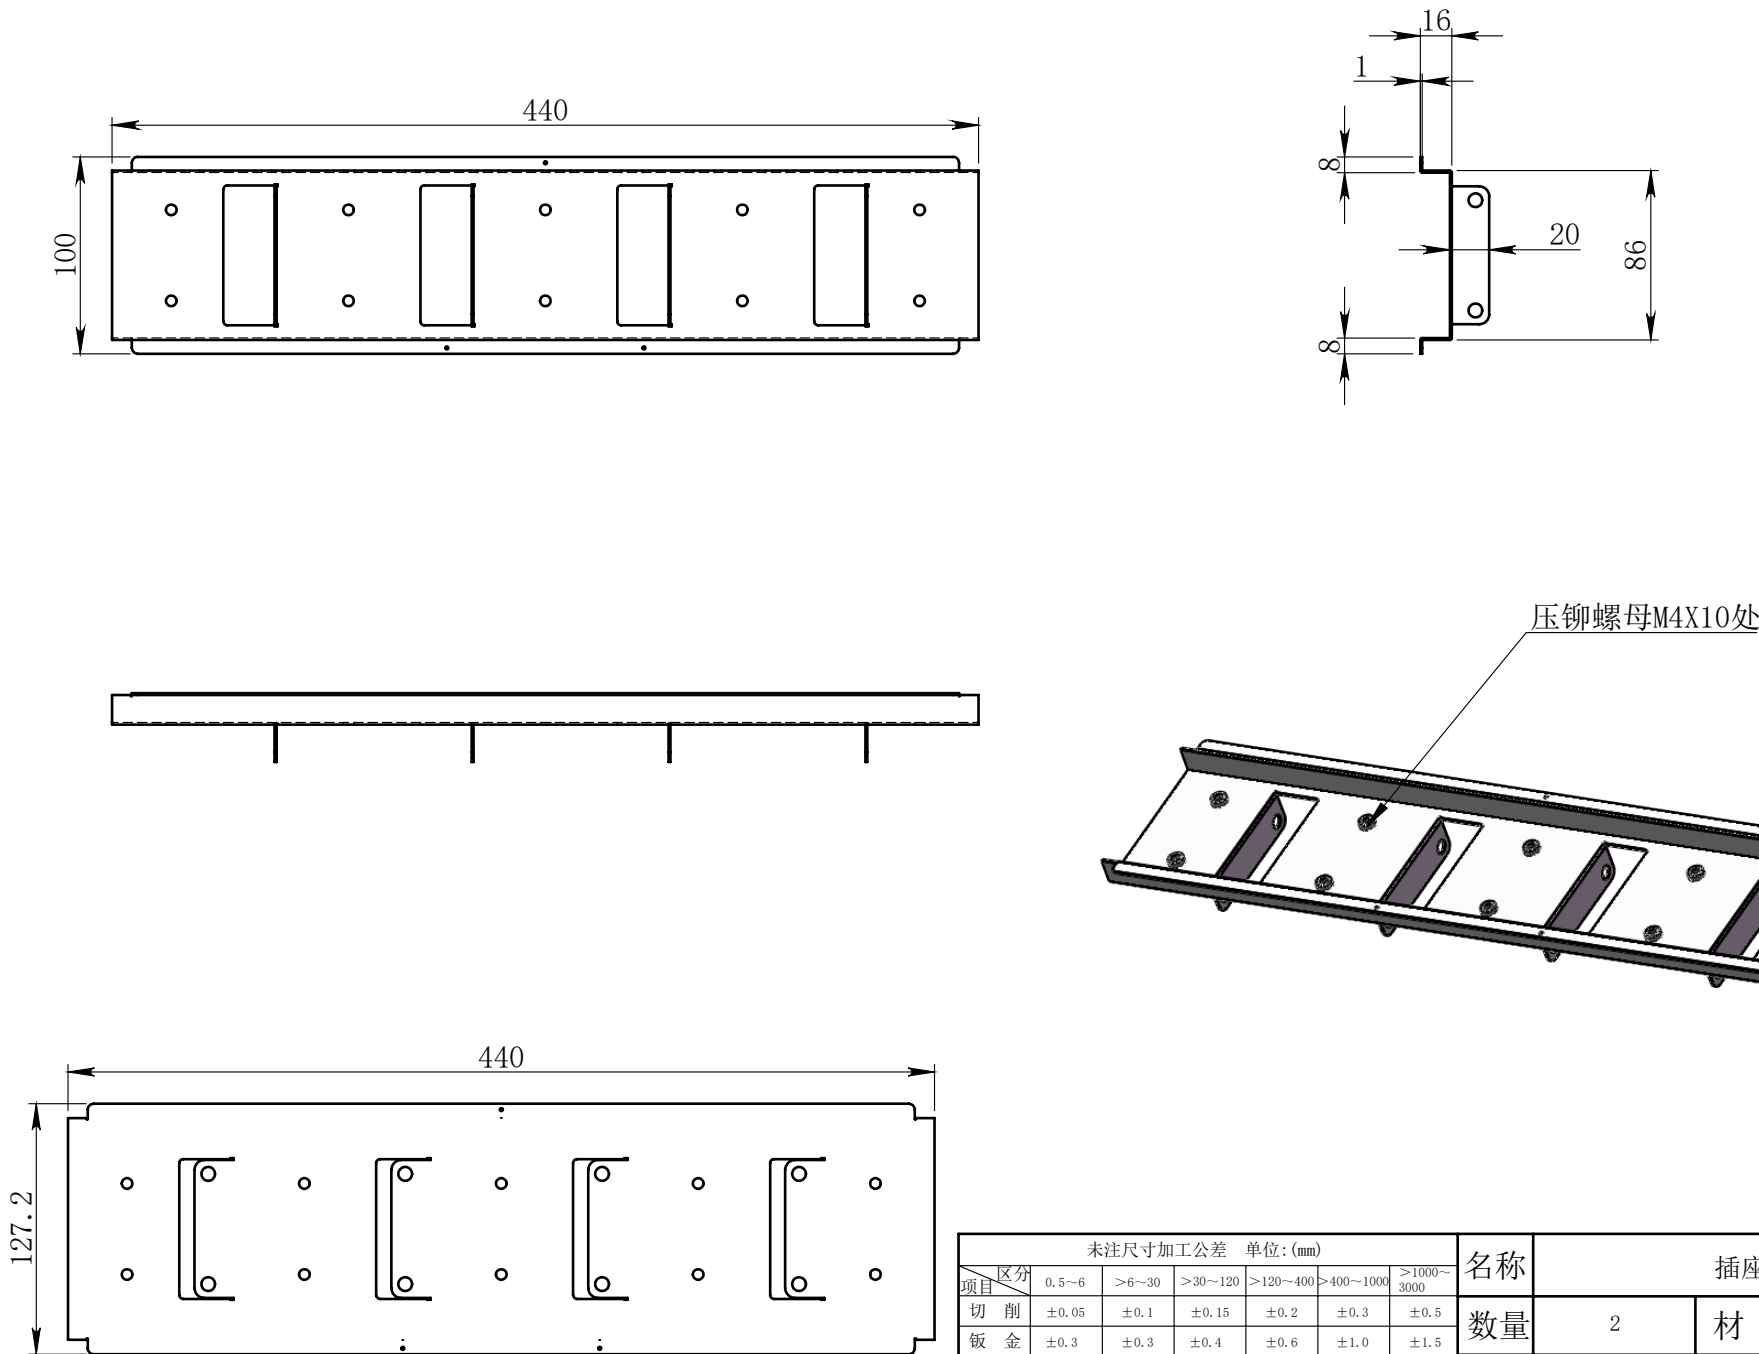 16
1
440
8
100
20
86
8
压铆螺母M4X10处
440
127.2
未注尺寸加工公差 单位:(mm)
区分
项目
0.5~6 >6~30 >30~120 >120~400 >400~1000 >1000~
3000
切 削 ±0.05 ±0.1 ±0.15 ±0.2 ±0.3 ±0.5
钣 金 ±0.3 ±0.3 ±0.4 ±0.6 ±1.0 ±1.5
名称 插座
数量 2 材